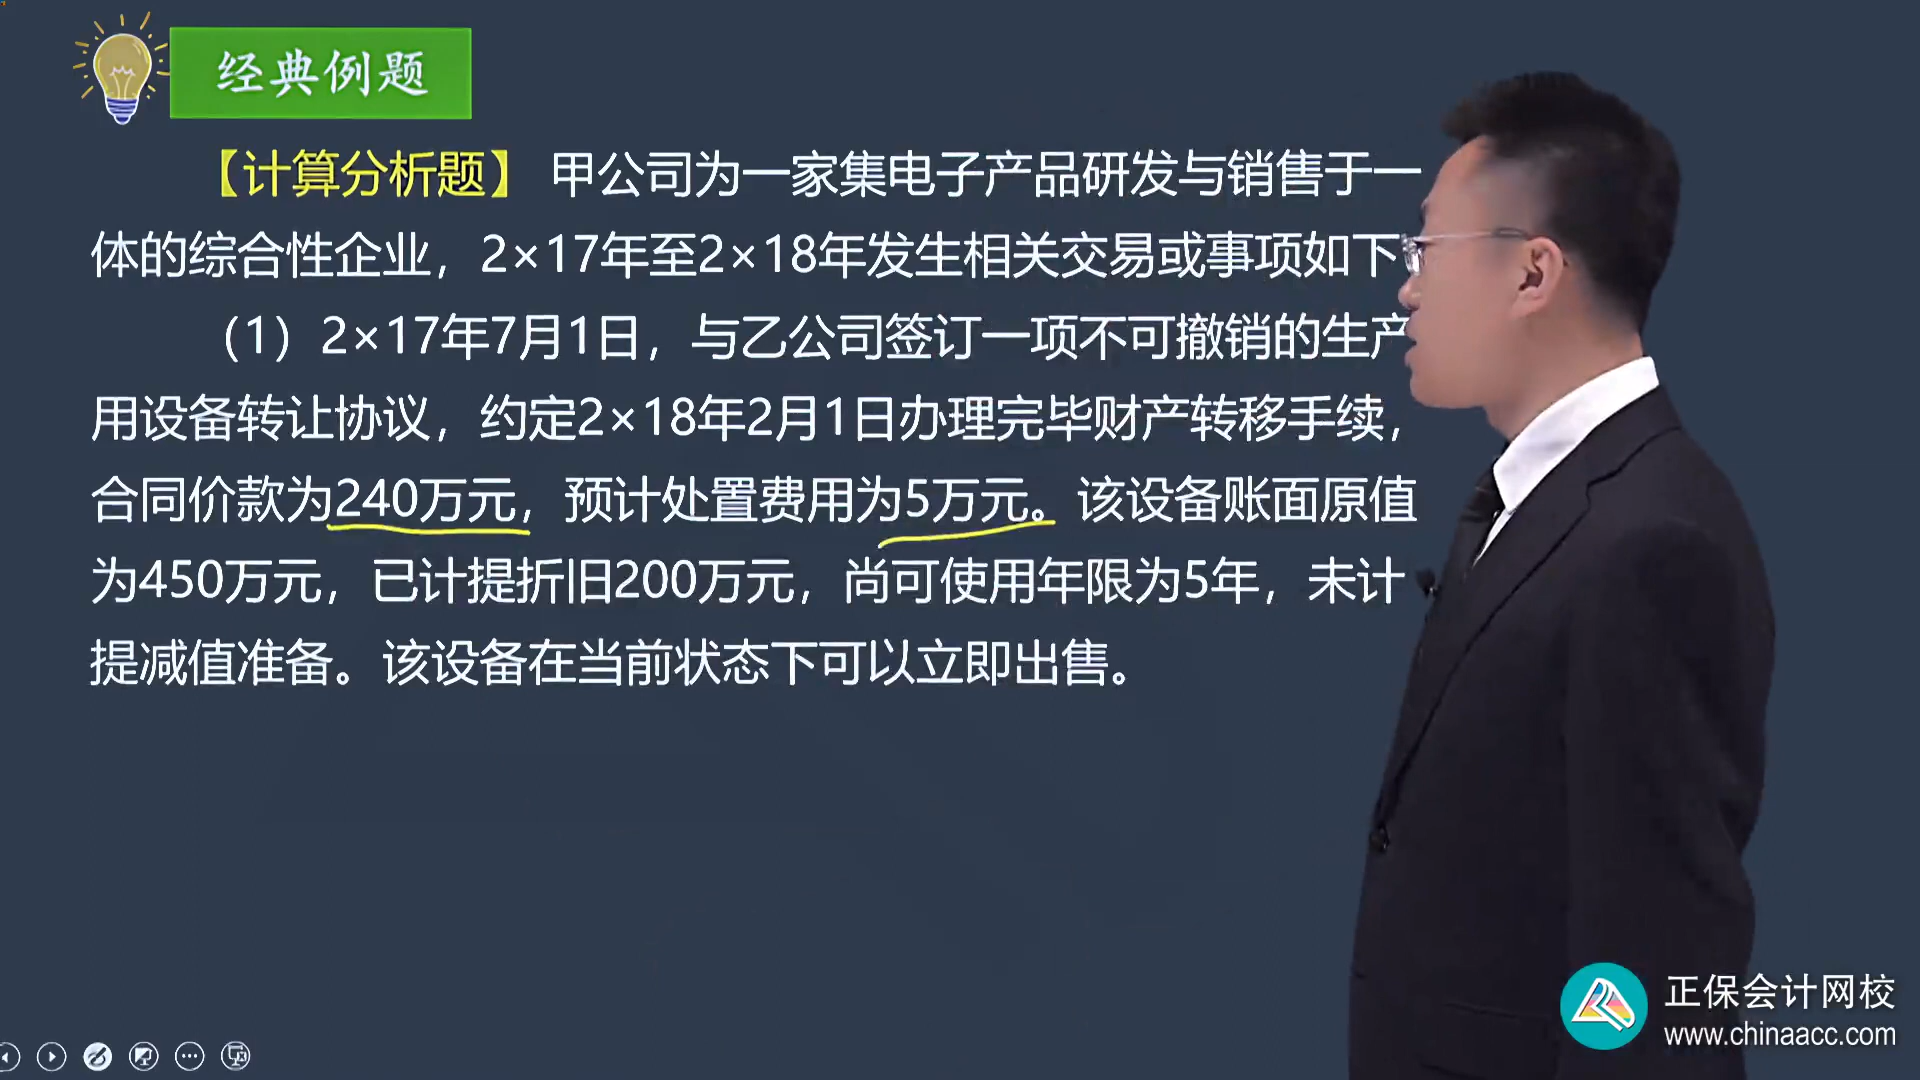 经典例题
【计算分析题】 甲公司为一家集电子产品研发与销售于一
体的综合性企业，2×17年至2×18年发生相关交易或事项如下
（1）2×17年7月1日，与乙公司签订一项不可撤销的生产
用设备转让协议，约定2×18年2月1日办理完毕财产转移手续，
合同价款为240万元，预计处置费用为5万元。该设备账面原值
为450万元，已计提折旧200万元，尚可使用年限为5年，未计
提减值准备。该设备在当前状态下可以立即出售。
正保会计网校
www.chinaacc.com